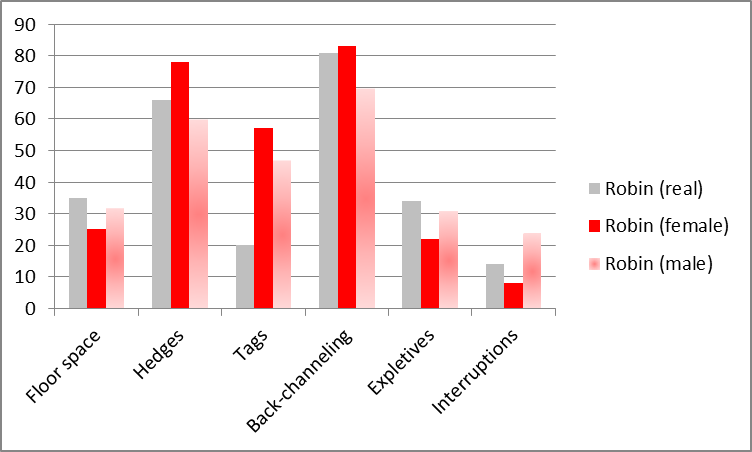 90
80
70
60
50
40
30
20
10
0
Floor space
Hedges
Tags
Back-channeling
Expletives
Interruptions
Robin (real)
Robin (female)
Robin (male)